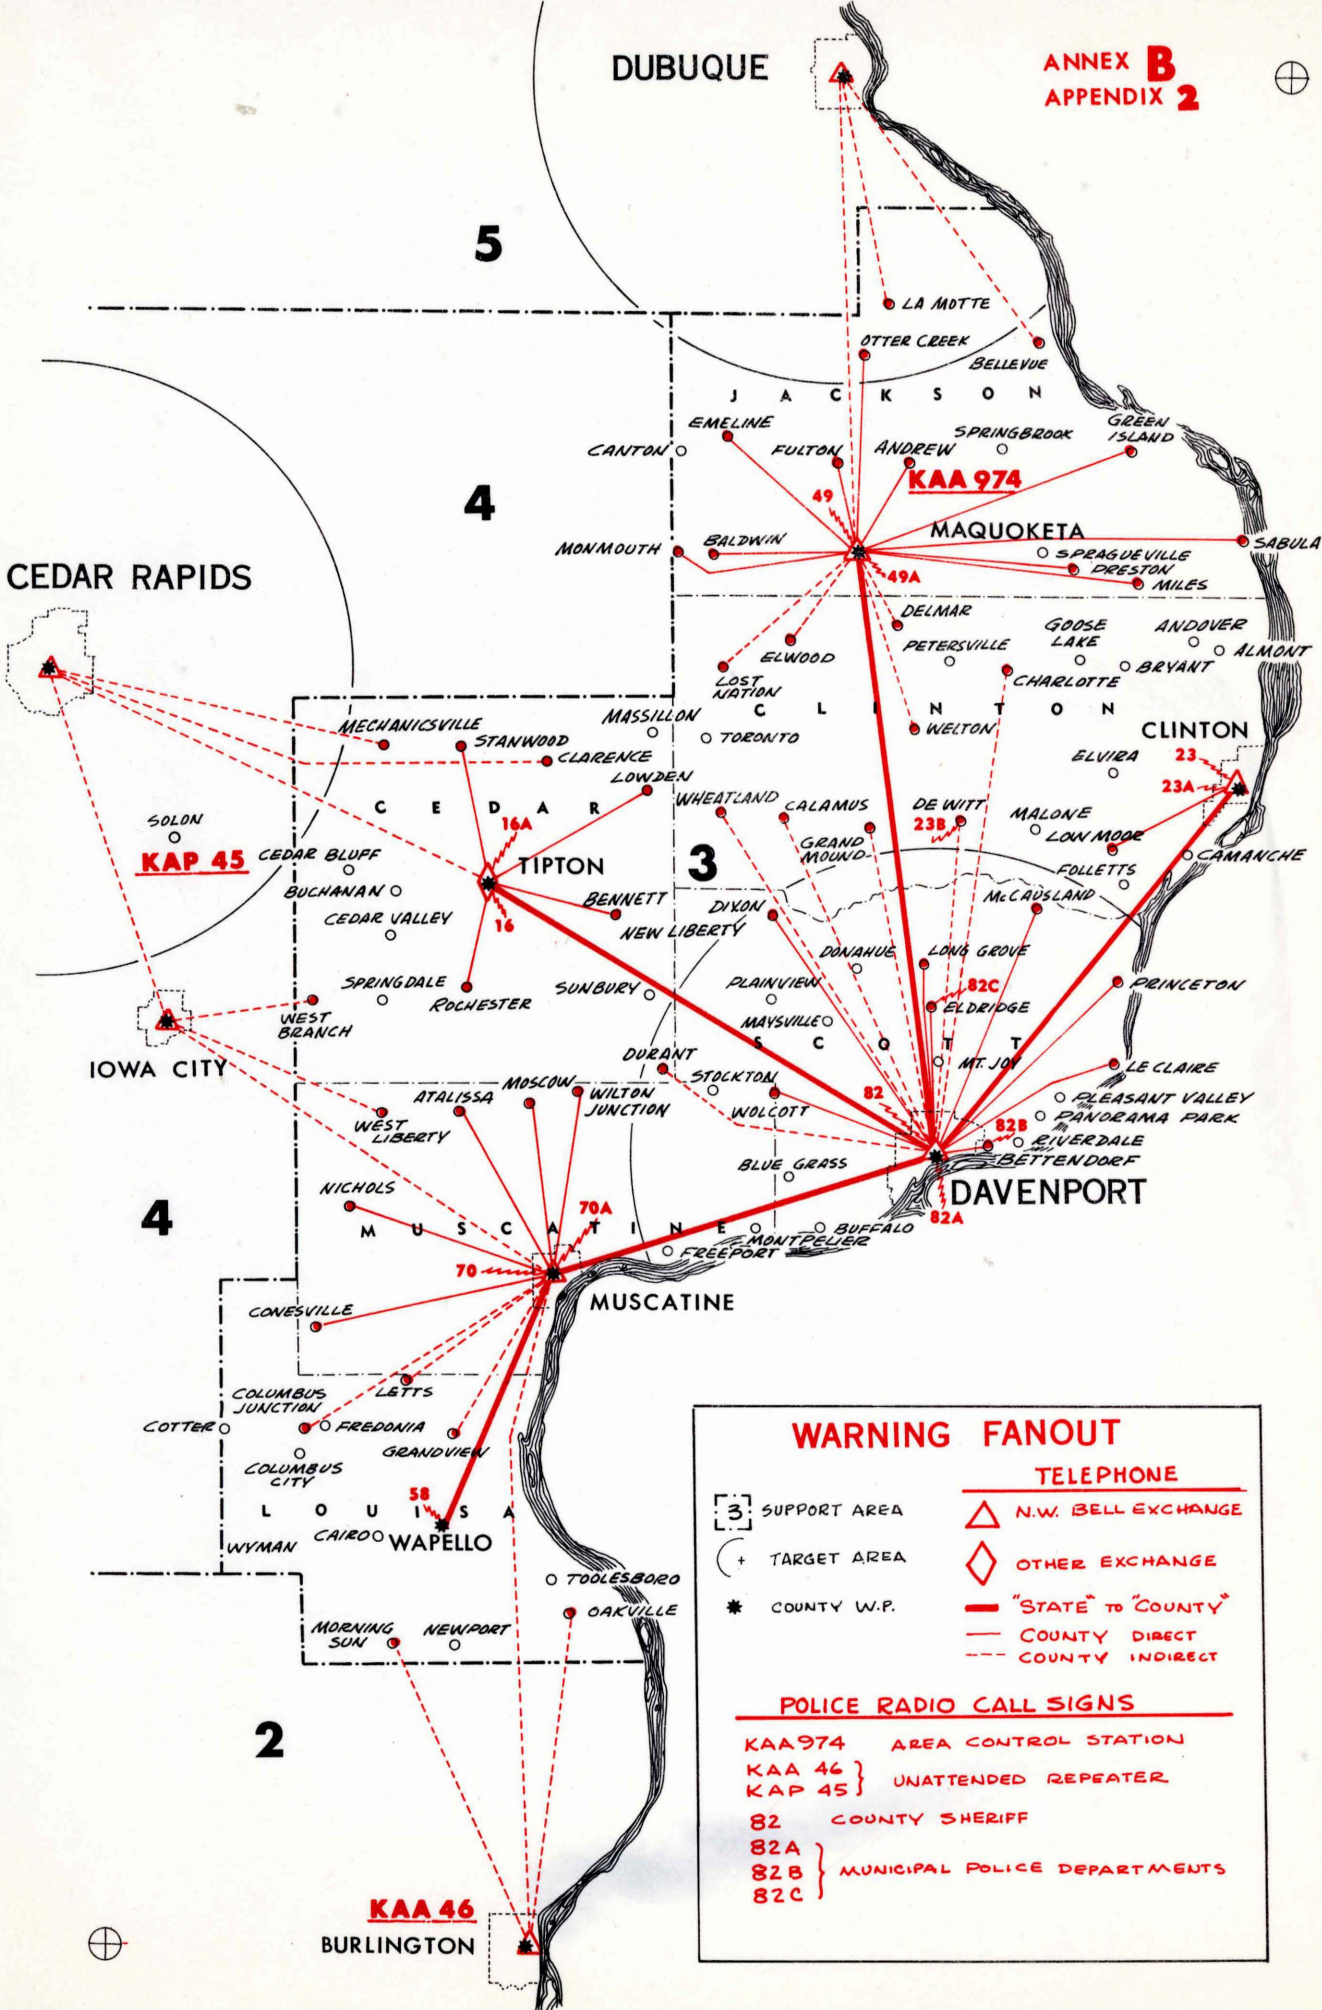 DUBUQUE
ANNEX B
APPENDIX 2
5
LA MOTTE
OTTER CREEK
BELLEVUE
JACKSON
EMELINE
CANTON
FULTON
ANDREW
SPRINGBROOK
GREEN
ISLAND
KAA 974
49
4
MONMOUTH
BALDWIN
MAQUOKETA
SABULA
SPRAGUEVILLE
PRESTON
MILES
49A
CEDAR RAPIDS
DELMAR
PETERSVILLE
GOOSE
LAKE
ANDOVER
ALMONT
BRYANT
ELWOOD
LOST
NATION
CHARLOTTE
CLINTON
WELTON
MECHANICSVILLE
STANWOOD
MASSILLON
TORONTO
CLARENCE
CLINTON
23
23A
ELVIRA
LOWDEN
CEDAR
WHEATLAND
CALAMUS
GRAND
MOUND
DE WITT
23B
MALONE
LOW MOOR
CAMANCHE
FOLLETTS
SOLON
KAP 45
CEDAR BLUFF
BUCHANAN
CEDAR VALLEY
16A
TIPTON
16
3
BENNETT
NEW LIBERTY
DIXON
McCAUSLAND
DONAHUE
LONG GROVE
SPRINGDALE
ROCHESTER
SUNBURY
PLAINVIEW
82C
ELDRIDGE
PRINCETON
WEST
BRANCH
MAYSVILLE
SCOTT
IOWA CITY
DURANT
STOCKTON
MT. JOY
LE CLAIRE
ATALISSA
MOSCOW
WILTON
JUNCTION
WOLCOTT
82
PLEASANT VALLEY
PANORAMA PARK
WEST
LIBERTY
82B
RIVERDALE
BETTENDORF
BLUE GRASS
NICHOLS
DAVENPORT
82A
4
MUSCATINE
70A
BUFFALO
MONTPELIER
FREEPORT
70
MUSCATINE
CONESVILLE
LETTS
COLUMBUS
JUNCTION
COTTER
FREDONIA
GRANDVIEW
COLUMBUS
CITY
58
LOUISA
WYMAN
CAIRO
WAPELLO
TOOLESBORO
OAKVILLE
MORNING
SUN
NEWPORT
2
KAA 46
BURLINGTON
WARNING FANOUT
TELEPHONE
3 SUPPORT AREA
N.W. BELL EXCHANGE
+ TARGET AREA
OTHER EXCHANGE
COUNTY W.P.
"STATE" TO "COUNTY"
COUNTY DIRECT
COUNTY INDIRECT
POLICE RADIO CALL SIGNS
KAA974 AREA CONTROL STATION
KAA 46
KAP 45 } UNATTENDED REPEATER
82 COUNTY SHERIFF
82A
82B } MUNICIPAL POLICE DEPARTMENTS
82C